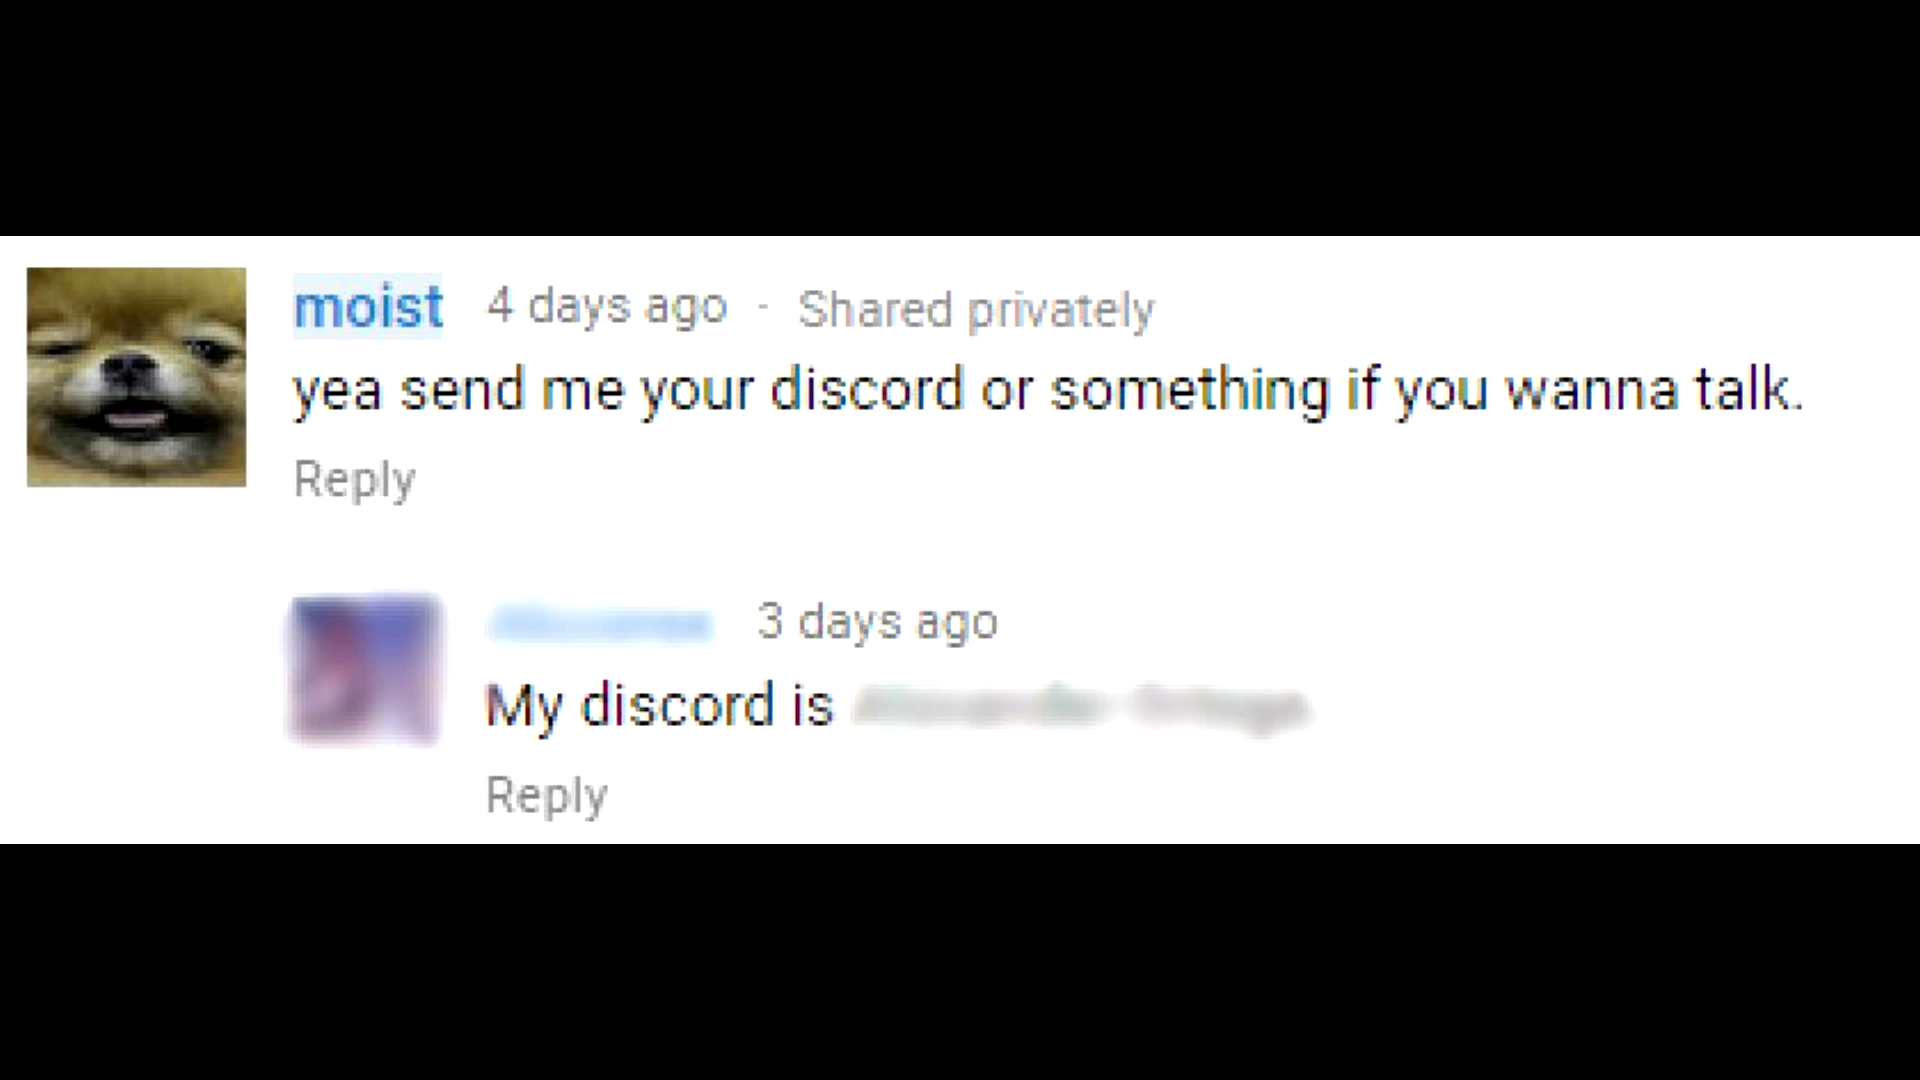 moist 4 days ago · Shared privately
yea send me your discord or something if you wanna talk.
Reply
3 days ago
My discord is
Reply